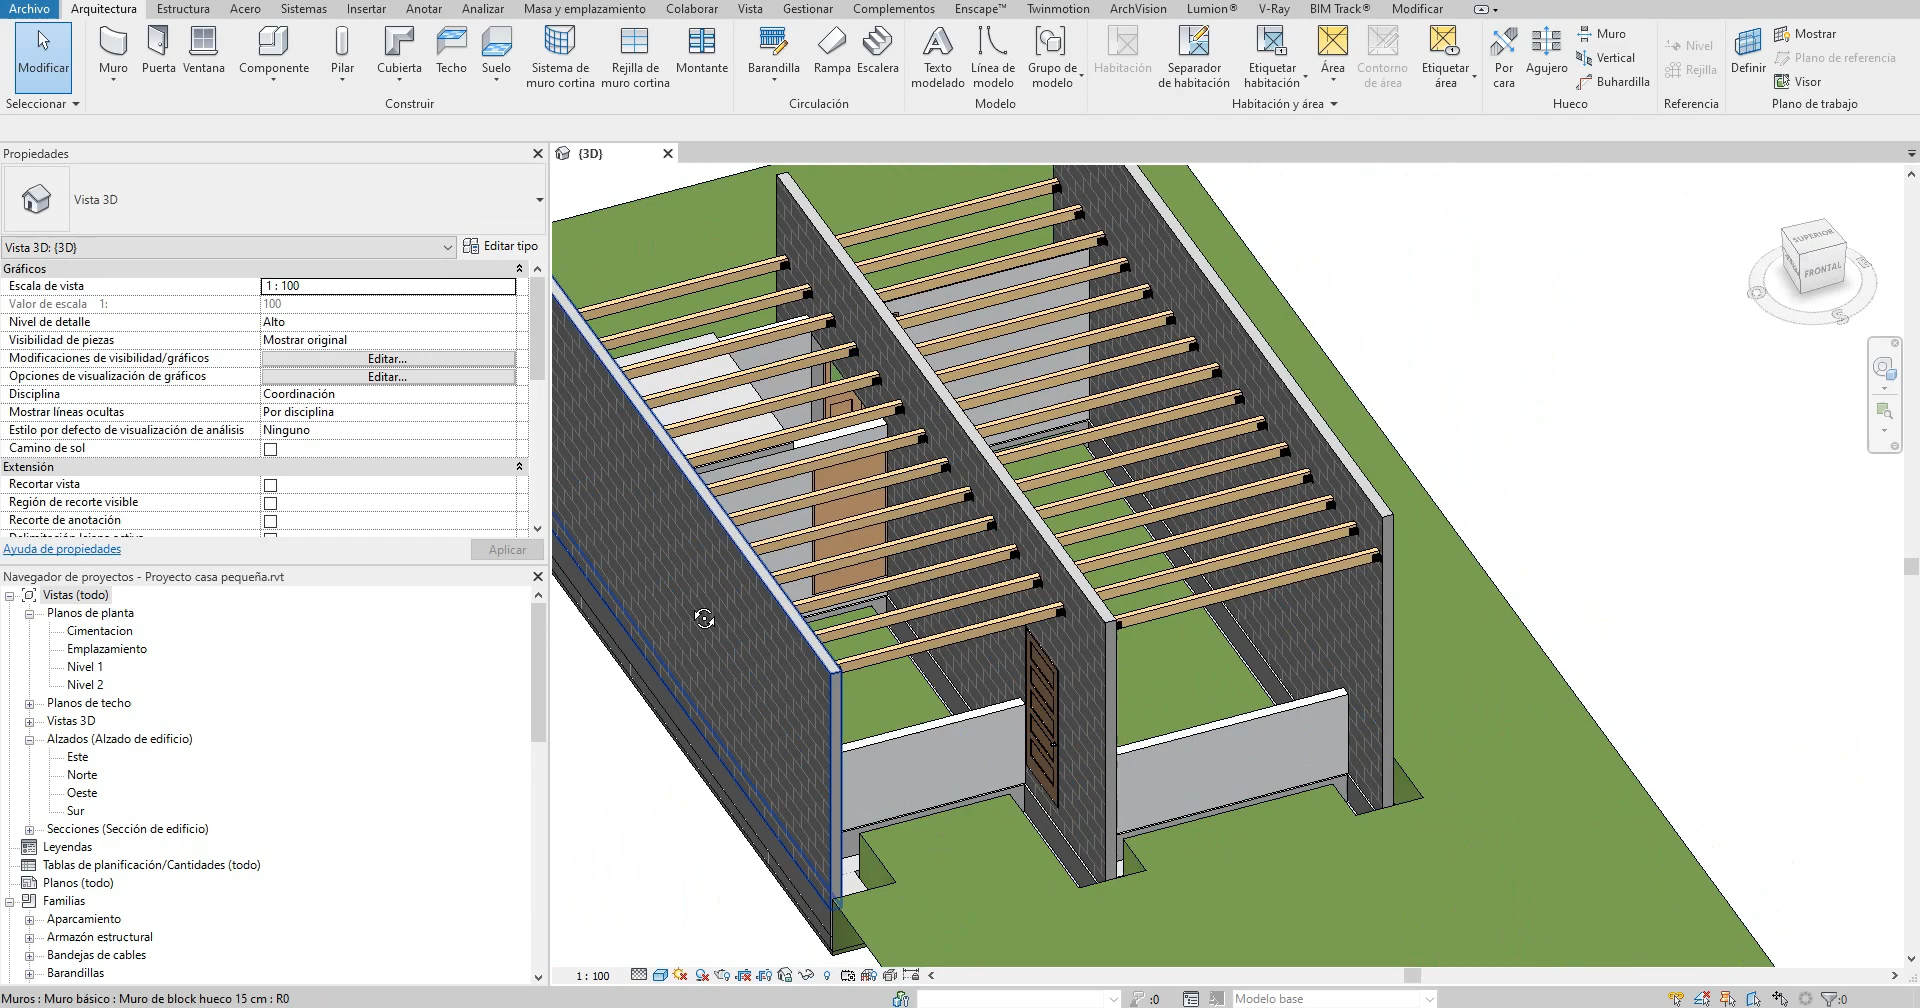 Archivo Arquitectura Estructura Acero Sistemas Insertar Anotar Analizar Masa y emplazamiento Colaborar Vista Gestionar Complementos Enscape™ Twinmotion ArchVision Lumion® V-Ray BIM Track® Modificar
Modificar Muro Puerta Ventana Componente Pilar Cubierta Techo Suelo Sistema de muro cortina Rejilla de muro cortina Montante
Barandilla Rampa Escalera Texto modelado Línea de modelo Grupo de modelo
Habitación Separador de habitación Etiquetar habitación Área Contorno de área Etiquetar área
Por cara Agujero Muro Vertical Buhardilla
Nivel Rejilla
Definir Mostrar Plano de referencia Visor
Seleccionar Construir Circulación Modelo Habitación y área Hueco Referencia Plano de trabajo
Propiedades
Vista 3D
Vista 3D: {3D} Editar tipo
Gráficos
Escala de vista 1 : 100
Valor de escala 1: 100
Nivel de detalle Alto
Visibilidad de piezas Mostrar original
Modificaciones de visibilidad/gráficos Editar...
Opciones de visualización de gráficos Editar...
Disciplina Coordinación
Mostrar líneas ocultas Por disciplina
Estilo por defecto de visualización de análisis Ninguno
Camino de sol
Extensión
Recortar vista
Región de recorte visible
Recorte de anotación
Ayuda de propiedades Aplicar
Navegador de proyectos - Proyecto casa pequeña.rvt
Vistas (todo)
Planos de planta
Cimentacion
Emplazamiento
Nivel 1
Nivel 2
Planos de techo
Vistas 3D
Alzados (Alzado de edificio)
Este
Norte
Oeste
Sur
Secciones (Sección de edificio)
Leyendas
Tablas de planificación/Cantidades (todo)
Planos (todo)
Familias
Aparcamiento
Armazón estructural
Bandejas de cables
Barandillas
{3D}
SUPERIOR
FRONTAL
S
1 : 100
Muros : Muro básico : Muro de block hueco 15 cm : R0
:0
Modelo base
:0